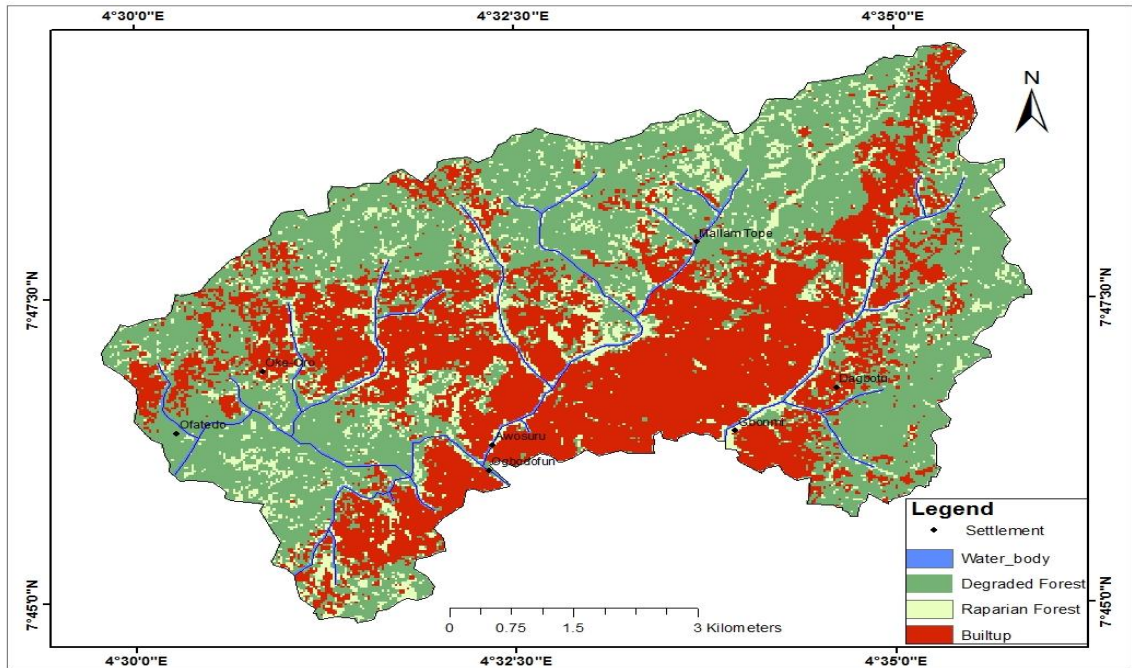 4°30'0"E 4°32'30"E 4°35'0"E
N
7°47'30"N 7°47'30"N
Mallam Tope
Oke-Oro
Dagbolu
Ofatedo
Gbonmi
Awosuru
Ogbodofun
7°45'0"N 7°45'0"N
Legend
Settlement
Water_body
Degraded Forest
Raparian Forest
Builtup
0 0.75 1.5 3 Kilometers
4°30'0"E 4°32'30"E 4°35'0"E